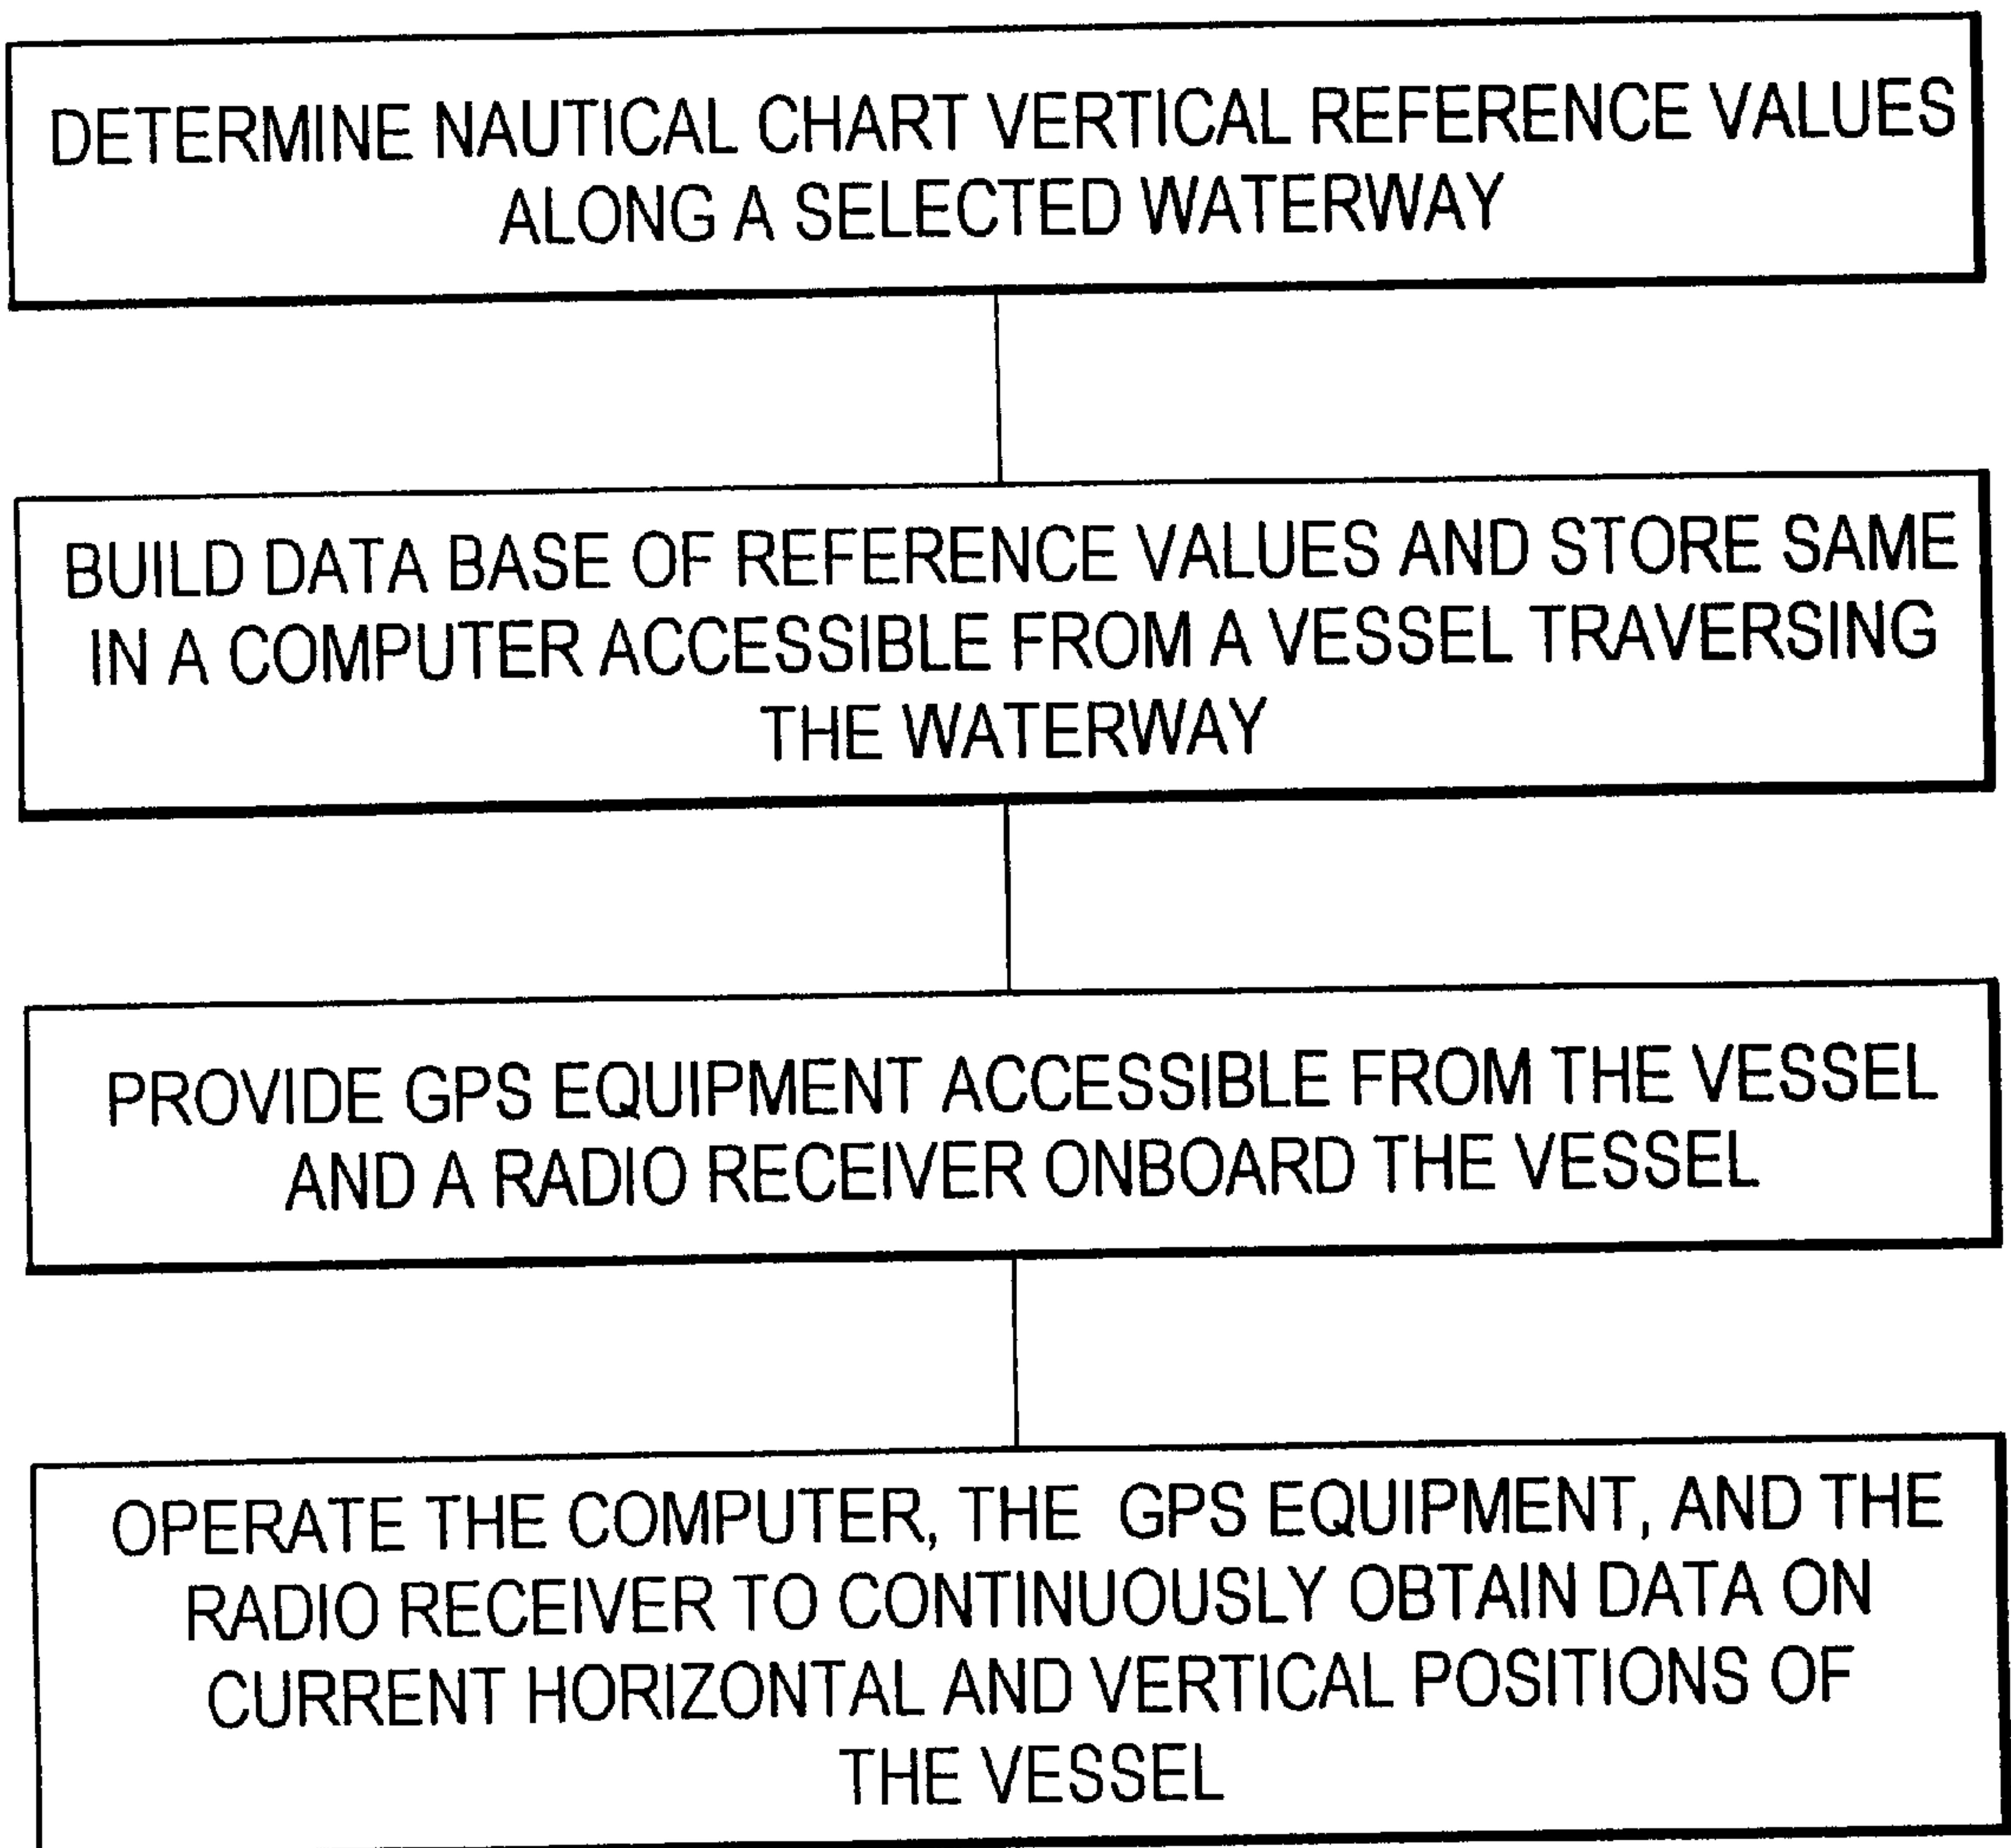 DETERMINE NAUTICAL CHART VERTICAL REFERENCE VALUES
ALONG A SELECTED WATERWAY
BUILD DATA BASE OF REFERENCE VALUES AND STORE SAME
IN A COMPUTER ACCESSIBLE FROM A VESSEL TRAVERSING
THE WATERWAY
PROVIDE GPS EQUIPMENT ACCESSIBLE FROM THE VESSEL
AND A RADIO RECEIVER ONBOARD THE VESSEL
OPERATE THE COMPUTER, THE GPS EQUIPMENT, AND THE
RADIO RECEIVER TO CONTINUOUSLY OBTAIN DATA ON
CURRENT HORIZONTAL AND VERTICAL POSITIONS OF
THE VESSEL